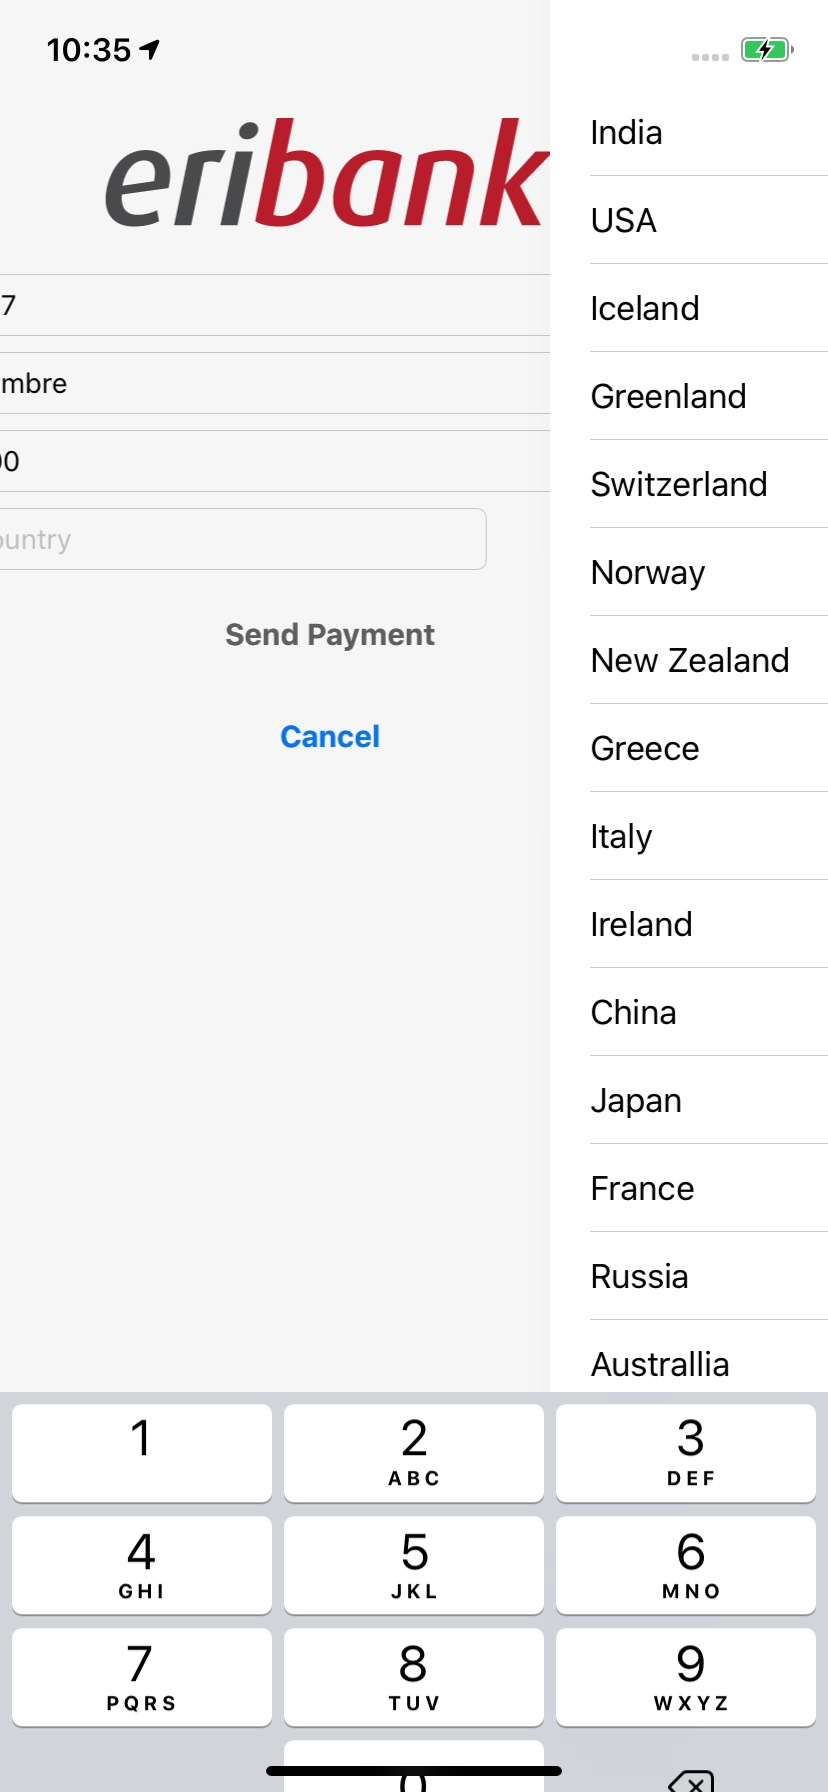 10:35
eribank
7
mbre
00
ountry
Send Payment
Cancel
India
USA
Iceland
Greenland
Switzerland
Norway
New Zealand
Greece
Italy
Ireland
China
Japan
France
Russia
Australlia
1
2
ABC
3
DEF
4
GHI
5
JKL
6
MNO
7
PQRS
8
TUV
9
WXYZ
0